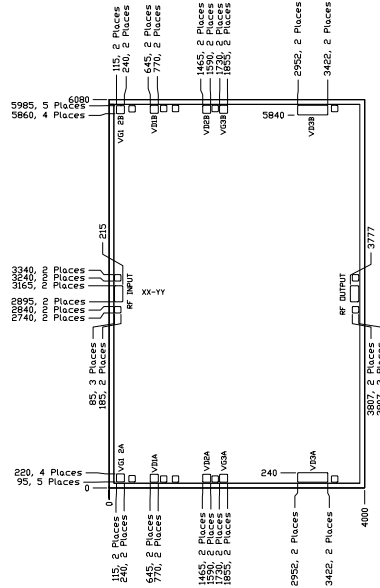 115, 2 Places
240, 2 Places
645, 2 Places
770, 2 Places
1465, 2 Places
1590, 2 Places
1730, 2 Places
1855, 2 Places
2952, 2 Places
3422, 2 Places
6080
5985, 5 Places
5860, 4 Places
5840
VG1 2B
VD1B
VD2B
VG3B
VD3B
215
3777
3340, 2 Places
3240, 2 Places
3165, 2 Places
2895, 2 Places
2840, 2 Places
2740, 2 Places
RF INPUT
XX-YY
RF OUTPUT
85, 3 Places
185, 2 Places
3807, 2 Places
220, 4 Places
95, 5 Places
0
240
VG1 2A
VD1A
VD2A
VG3A
VD3A
0
4000
115, 2 Places
240, 2 Places
645, 2 Places
770, 2 Places
1465, 2 Places
1590, 2 Places
1730, 2 Places
1855, 2 Places
2952, 2 Places
3422, 2 Places